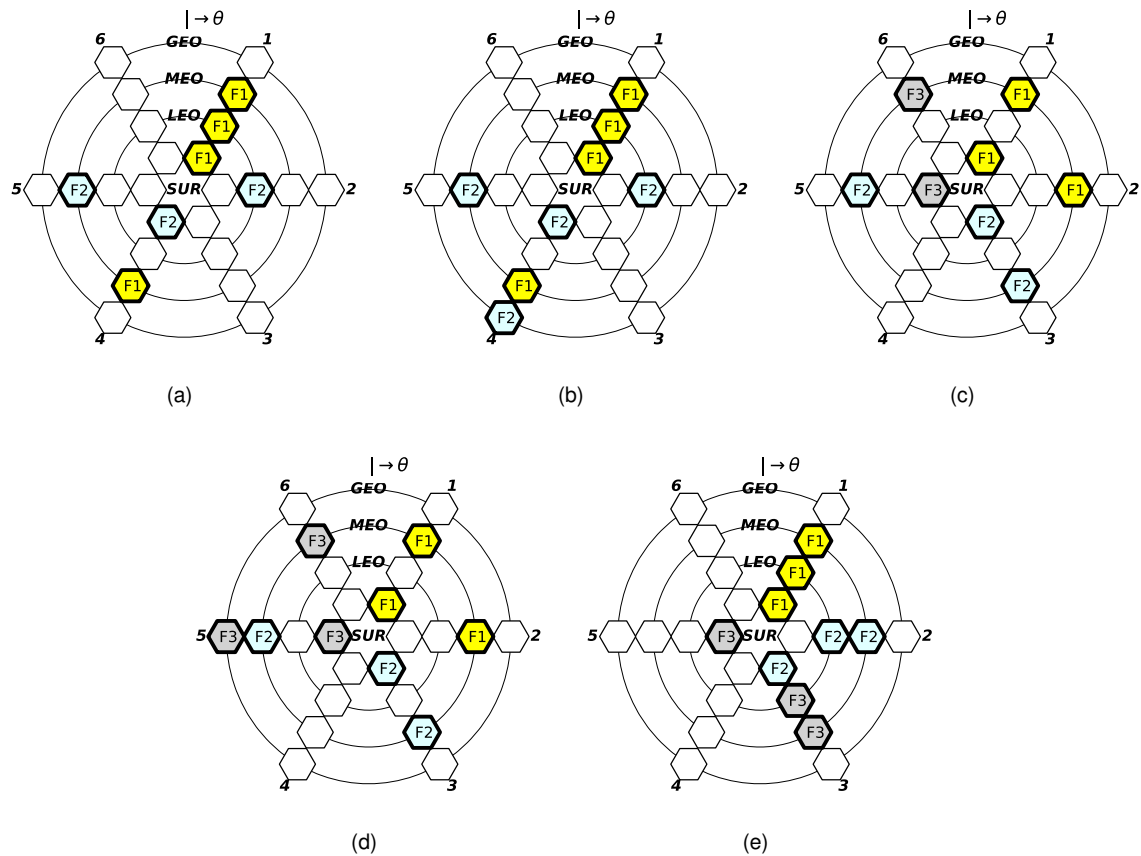 |→θ |→θ |→θ
6 GEO 1 6 GEO 1 6 GEO 1
MEO F1 MEO F1 F3 MEO F1
LEO F1 LEO F1 LEO
F1 F1 F1
5 F2 SUR F2 2 5 F2 SUR F2 2 5 F2 F3 SUR F1 2
F2 F2 F2
F1 F1 F2
F2
4 3 4 3 4 3
(a) (b) (c)
|→θ |→θ
6 GEO 1 6 GEO 1
F3 MEO F1 MEO F1
LEO LEO F1
F1 F1
5 F3 F2 F3 SUR F1 2 5 F3 SUR F2 F2 2
F2 F2
F3
F2 F3
4 3 4 3
(d) (e)